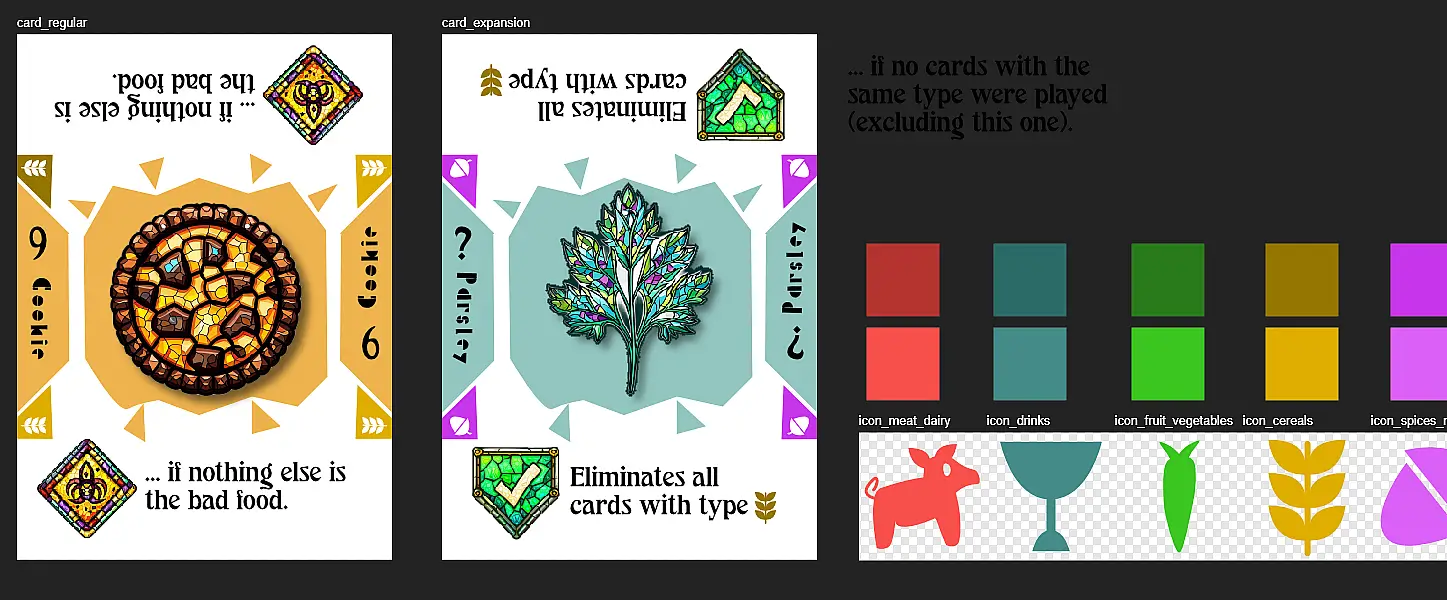 card_regular
card_expansion
... if nothing else is
the bad food.
9 Cookie
Cookie 9
... if nothing else is
the bad food.
Eliminates all
cards with type
? Parsley
Parsley ?
Eliminates all
cards with type
... if no cards with the
same type were played
(excluding this one).
icon_meat_dairy
icon_drinks
icon_fruit_vegetables
icon_cereals